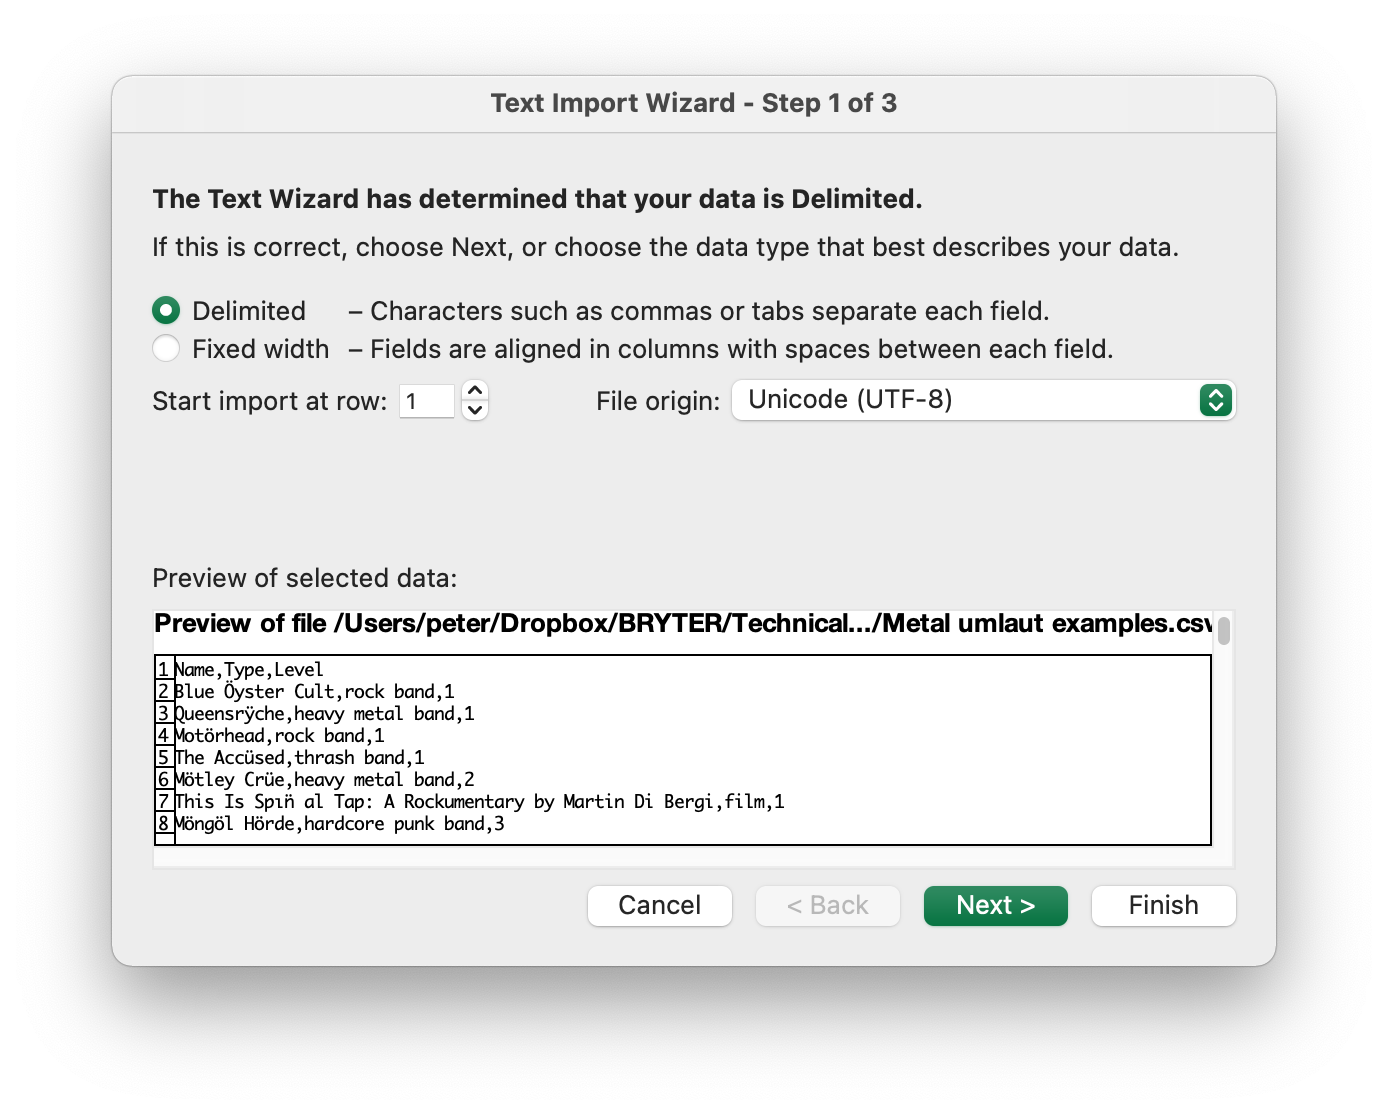 Text Import Wizard - Step 1 of 3
The Text Wizard has determined that your data is Delimited.
If this is correct, choose Next, or choose the data type that best describes your data.
Delimited – Characters such as commas or tabs separate each field.
Fixed width – Fields are aligned in columns with spaces between each field.
Start import at row: 1 File origin: Unicode (UTF-8)
Preview of selected data:
Preview of file /Users/peter/Dropbox/BRYTER/Technical.../Metal umlaut examples.csv
1 Name,Type,Level
2 Blue Öyster Cult,rock band,1
3 Queensrÿche,heavy metal band,1
4 Motörhead,rock band,1
5 The Accüsed,thrash band,1
6 Mötley Crüe,heavy metal band,2
7 This Is Spın̈ al Tap: A Rockumentary by Martin Di Bergi,film,1
8 Möngöl Hörde,hardcore punk band,3
Cancel < Back Next > Finish